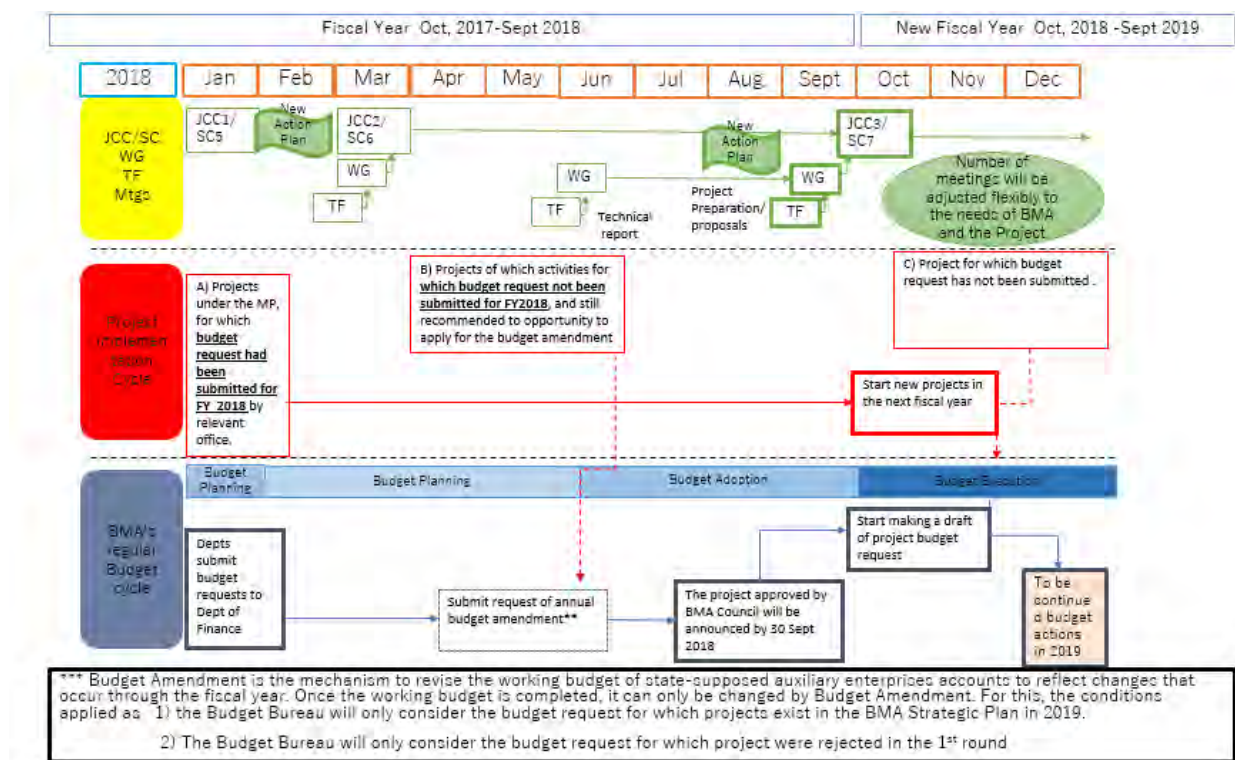 Fiscal Year Oct, 2017-Sept 2018
New Fiscal Year Oct, 2018 -Sept 2019
2018
Jan
Feb
Mar
Apr
May
Jun
Jul
Aug
Sept
Oct
Nov
Dec
JCC/SC
WG
TF
Mtgs
JCC1/
SC5
New
Action
Plan
JCC2/
SC6
WG
TF
WG
TF
Technical
report
New
Action
Plan
Project
Preparation/
proposals
WG
TF
JCC3/
SC7
Number of
meetings will be
adjusted flexibly to
the needs of BMA
and the Project
Project
implemen
tation
cycle
A) Projects
under the MP,
for which
budget
request had
been
submitted for
FY 2018 by
relevant
office.
B) Projects of which activities for
which budget request not been
submitted for FY2018, and still
recommended to opportunity to
apply for the budget amendment
C) Project for which budget
request has not been submitted .
Start new projects in
the next fiscal year
BMA's
regular
Budget
cycle
Budget
Planning
Budget Planning
Budget Adoption
Budget Execution
Depts
submit
budget
requests to
Dept of
Finance
Submit request of annual
budget amendment**
The project approved by
BMA Council will be
announced by 30 Sept
2018
Start making a draft
of project budget
request
To be
continue
d budget
actions
in 2019
*** Budget Amendment is the mechanism to revise the working budget of state-supposed auxiliary enterprises accounts to reflect changes that
occur through the fiscal year. Once the working budget is completed, it can only be changed by Budget Amendment. For this, the conditions
applied as 1) the Budget Bureau will only consider the budget request for which projects exist in the BMA Strategic Plan in 2019.
2) The Budget Bureau will only consider the budget request for which project were rejected in the 1st round